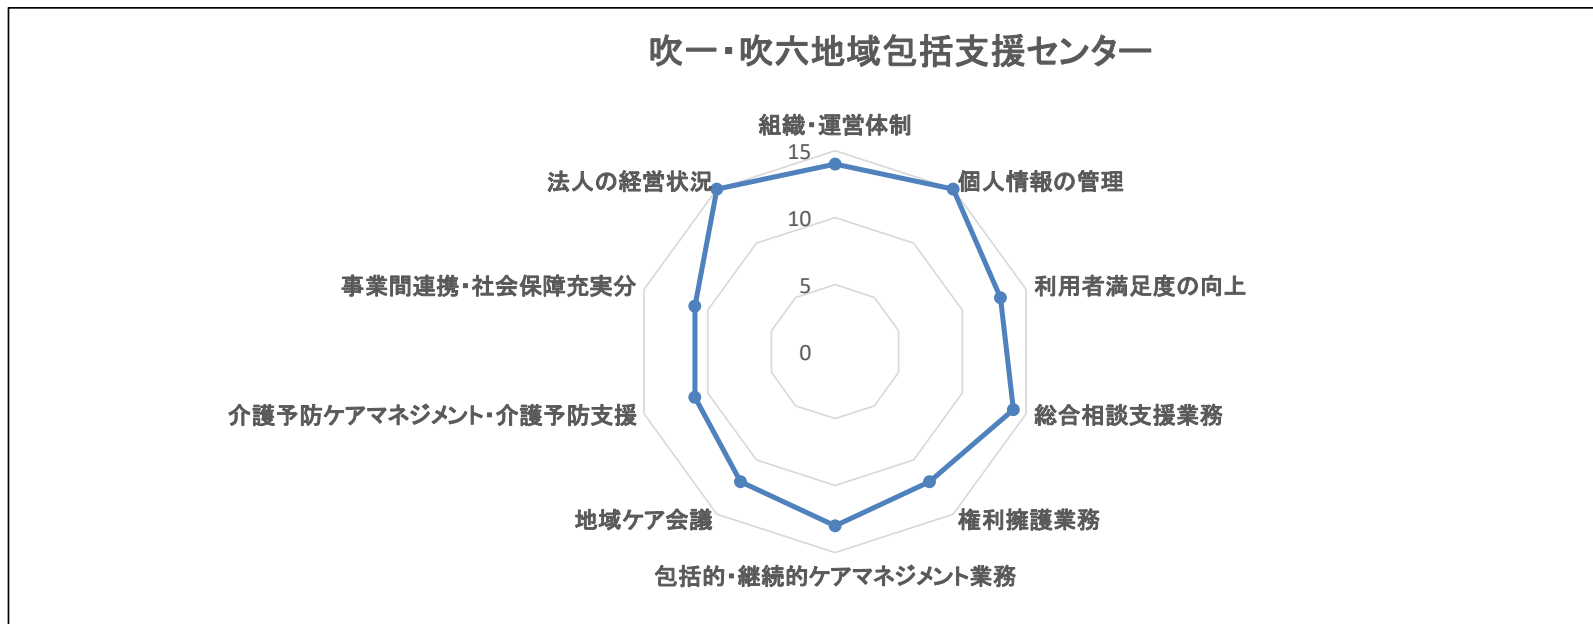 吹一・吹六地域包括支援センター
組織・運営体制
15
法人の経営状況
個人情報の管理
10
事業間連携・社会保障充実分
5
利用者満足度の向上
0
介護予防ケアマネジメント・介護予防支援
総合相談支援業務
地域ケア会議
権利擁護業務
包括的・継続的ケアマネジメント業務